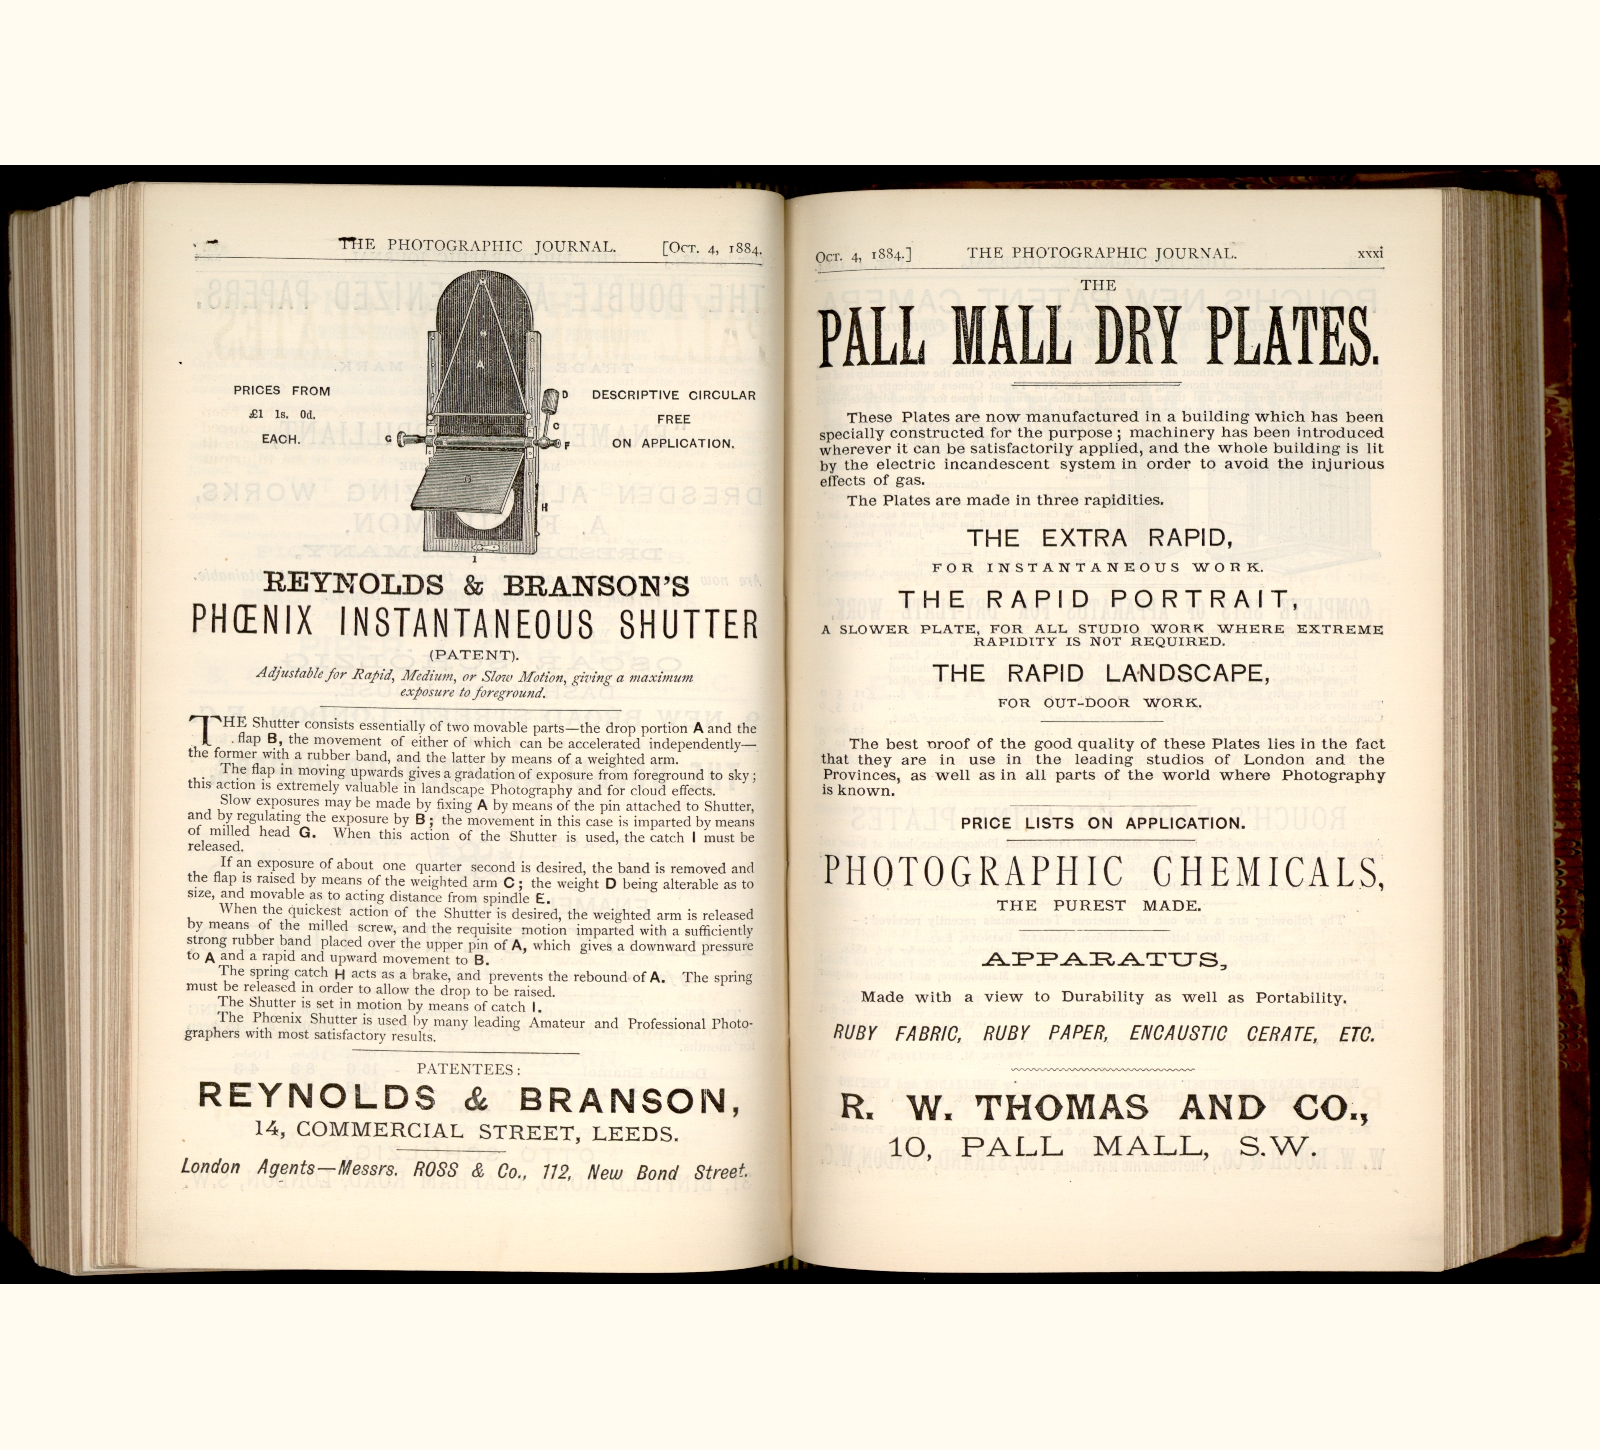 THE PHOTOGRAPHIC JOURNAL. [OCT. 4, 1884.
PRICES FROM
£1 1s. 0d.
EACH.
DESCRIPTIVE CIRCULAR
FREE
ON APPLICATION.
A
D
C
G
F
B
H
I
REYNOLDS & BRANSON'S
PHŒNIX INSTANTANEOUS SHUTTER
(PATENT).
Adjustable for Rapid, Medium, or Slow Motion, giving a maximum
exposure to foreground.
THE Shutter consists essentially of two movable parts—the drop portion A and the
flap B, the movement of either of which can be accelerated independently—
the former with a rubber band, and the latter by means of a weighted arm.
The flap in moving upwards gives a gradation of exposure from foreground to sky;
this action is extremely valuable in landscape Photography and for cloud effects.
Slow exposures may be made by fixing A by means of the pin attached to Shutter,
and by regulating the exposure by B; the movement in this case is imparted by means
of milled head G. When this action of the Shutter is used, the catch I must be
released.
If an exposure of about one quarter second is desired, the band is removed and
the flap is raised by means of the weighted arm C; the weight D being alterable as to
size, and movable as to acting distance from spindle E.
When the quickest action of the Shutter is desired, the weighted arm is released
by means of the milled screw, and the requisite motion imparted with a sufficiently
strong rubber band placed over the upper pin of A, which gives a downward pressure
to A and a rapid and upward movement to B.
The spring catch H acts as a brake, and prevents the rebound of A. The spring
must be released in order to allow the drop to be raised.
The Shutter is set in motion by means of catch I.
The Phœnix Shutter is used by many leading Amateur and Professional Photo-
graphers with most satisfactory results.
PATENTEES:
REYNOLDS & BRANSON,
14, COMMERCIAL STREET, LEEDS.
London Agents—Messrs. ROSS & Co., 112, New Bond Street.
OCT. 4, 1884.] THE PHOTOGRAPHIC JOURNAL. xxxi
THE
PALL MALL DRY PLATES.
These Plates are now manufactured in a building which has been
specially constructed for the purpose; machinery has been introduced
wherever it can be satisfactorily applied, and the whole building is lit
by the electric incandescent system in order to avoid the injurious
effects of gas.
The Plates are made in three rapidities.
THE EXTRA RAPID,
FOR INSTANTANEOUS WORK.
THE RAPID PORTRAIT,
A SLOWER PLATE, FOR ALL STUDIO WORK WHERE EXTREME
RAPIDITY IS NOT REQUIRED.
THE RAPID LANDSCAPE,
FOR OUT-DOOR WORK.
The best proof of the good quality of these Plates lies in the fact
that they are in use in the leading studios of London and the
Provinces, as well as in all parts of the world where Photography
is known.
PRICE LISTS ON APPLICATION.
PHOTOGRAPHIC CHEMICALS,
THE PUREST MADE.
APPARATUS,
Made with a view to Durability as well as Portability.
RUBY FABRIC, RUBY PAPER, ENCAUSTIC CERATE, ETC.
R. W. THOMAS AND CO.,
10, PALL MALL, S.W.